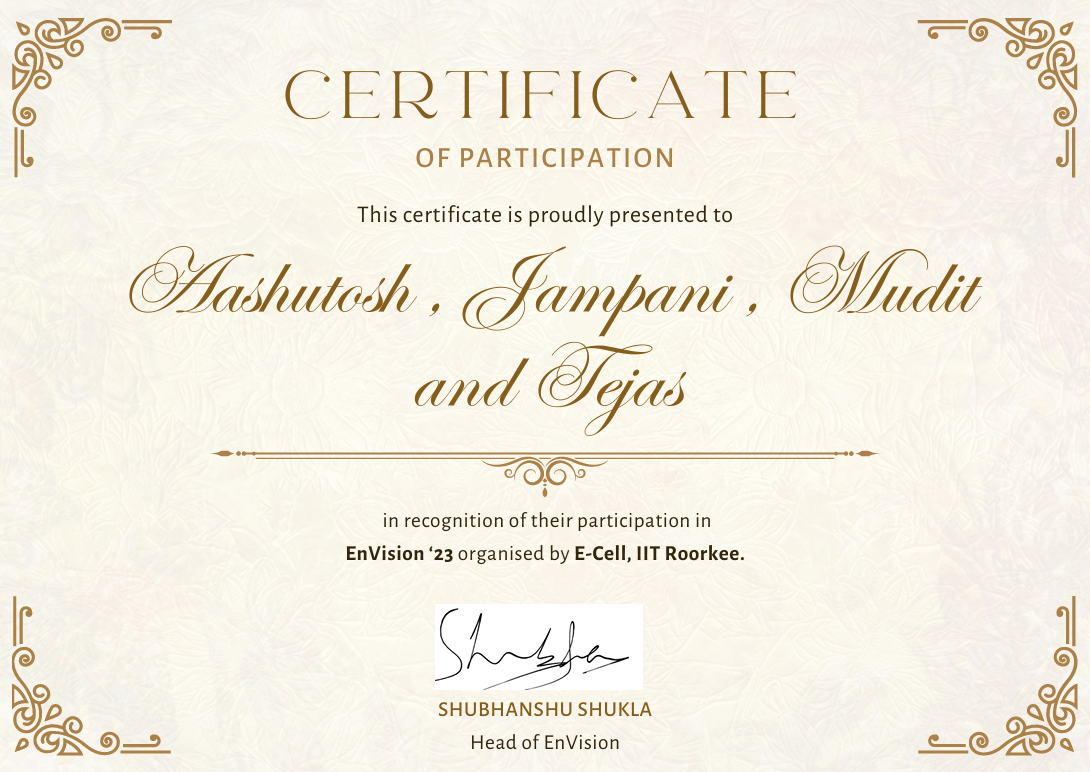 CERTIFICATE
OF PARTICIPATION
This certificate is proudly presented to
Aashutosh , Jampani , Mudit
and Tejas
in recognition of their participation in
EnVision ‘23 organised by E-Cell, IIT Roorkee.
Shubshu
SHUBHANSHU SHUKLA
Head of EnVision